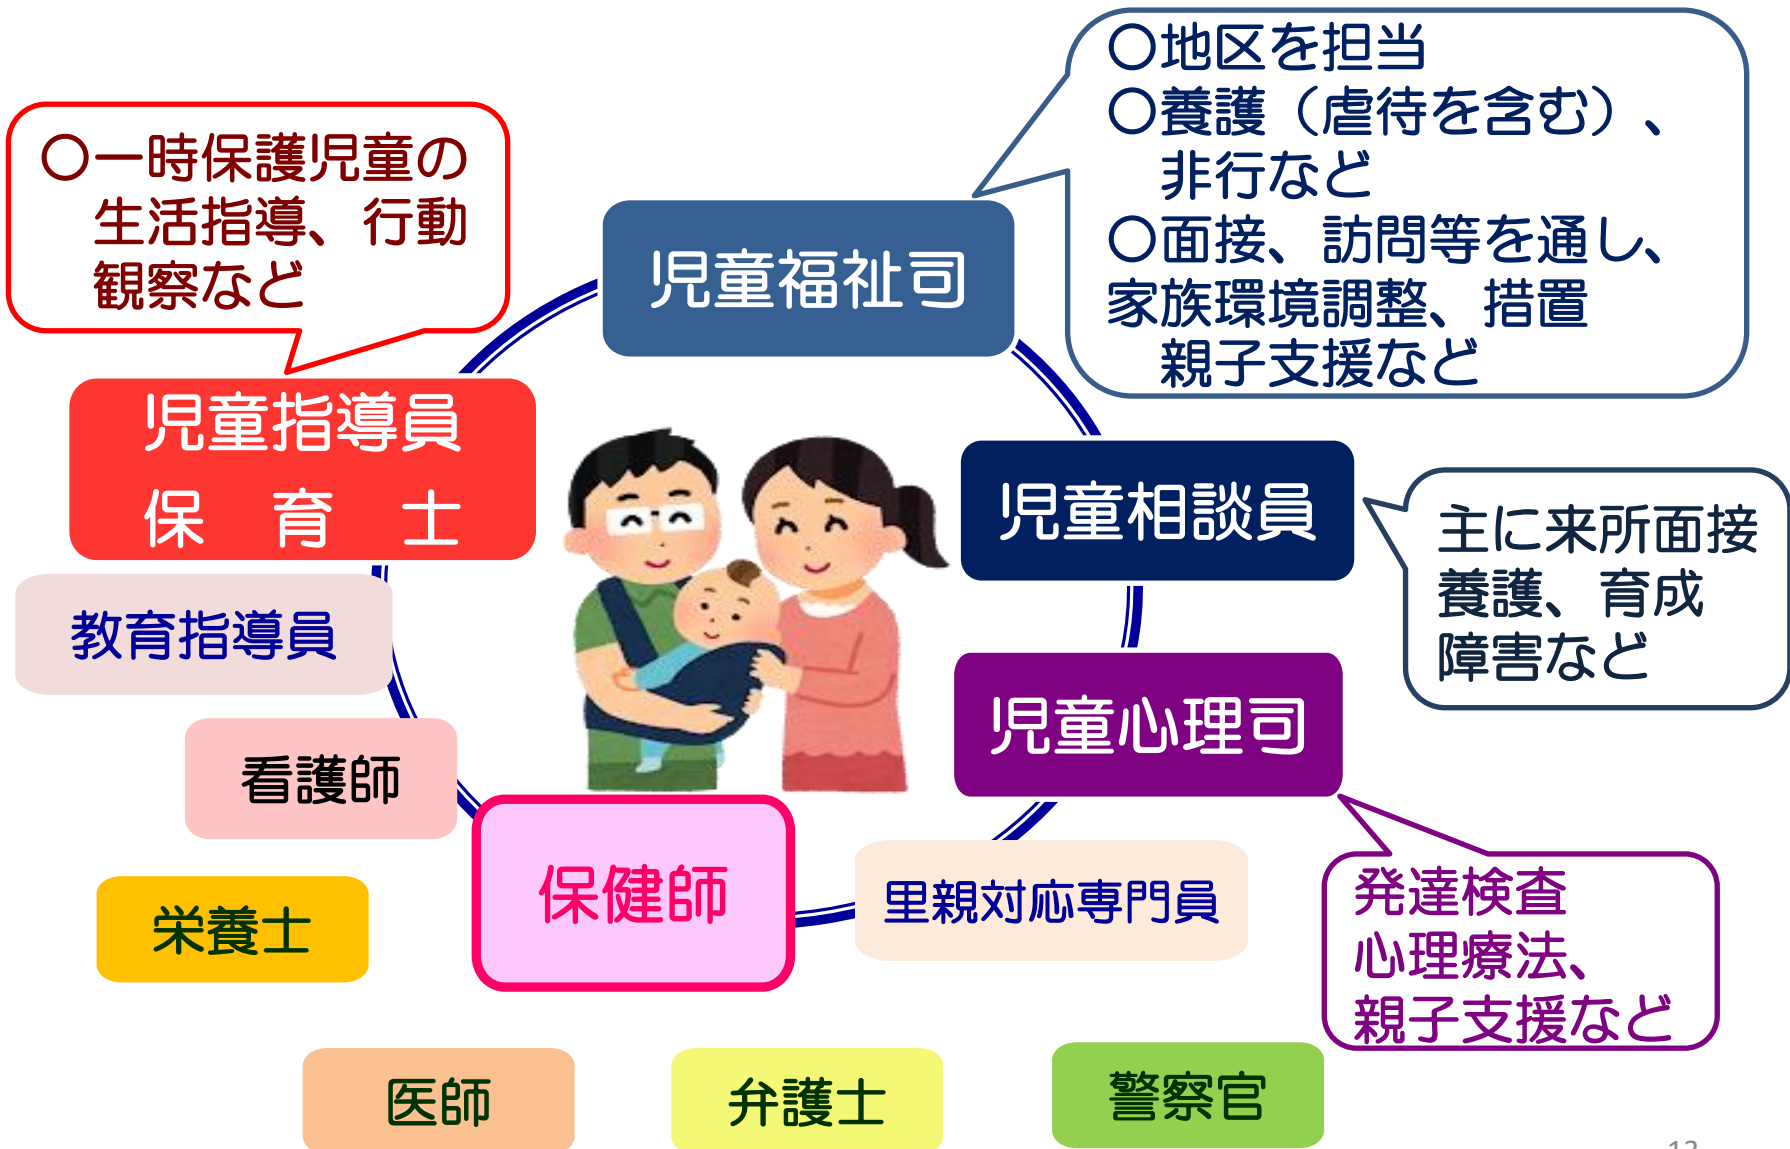 〇地区を担当
〇養護（虐待を含む）、
非行など
〇面接、訪問等を通し、
家族環境調整、措置
親子支援など
〇一時保護児童の
生活指導、行動
観察など
児童福祉司
児童指導員
保　育　士
児童相談員
主に来所面接
養護、育成
障害など
教育指導員
児童心理司
看護師
保健師
里親対応専門員
発達検査
心理療法、
親子支援など
栄養士
医師
弁護士
警察官